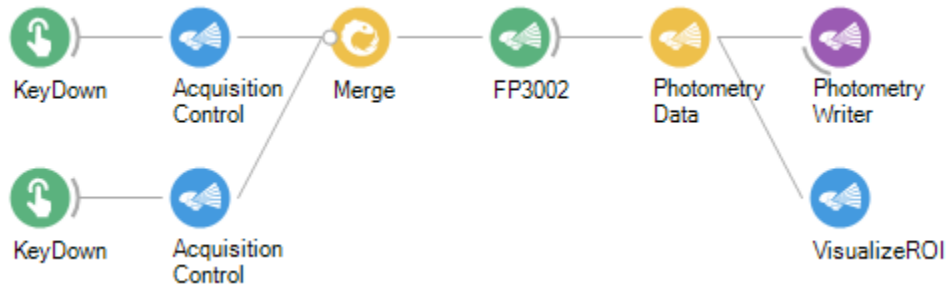 KeyDown
Acquisition
Control
Merge
FP3002
Photometry
Data
Photometry
Writer
KeyDown
Acquisition
Control
VisualizeROI